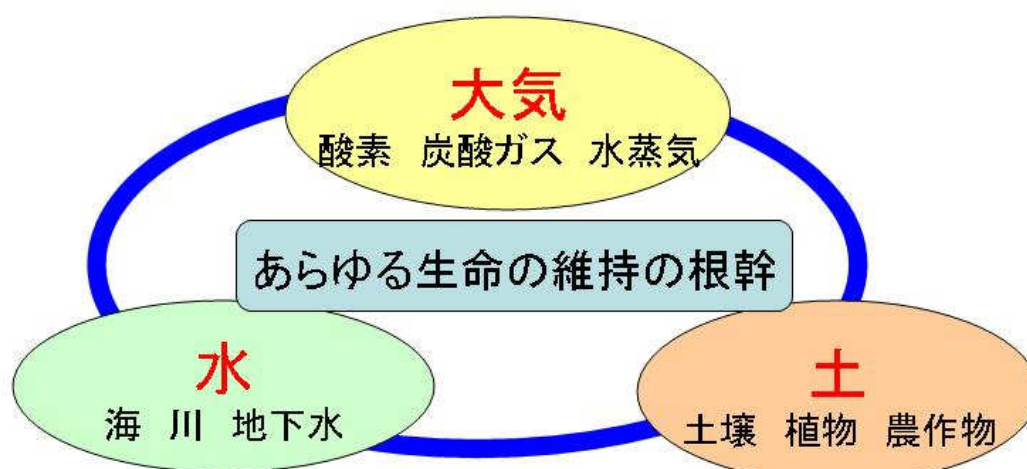 大気
酸素 炭酸ガス 水蒸気
あらゆる生命の維持の根幹
水
海 川 地下水
土
土壌 植物 農作物